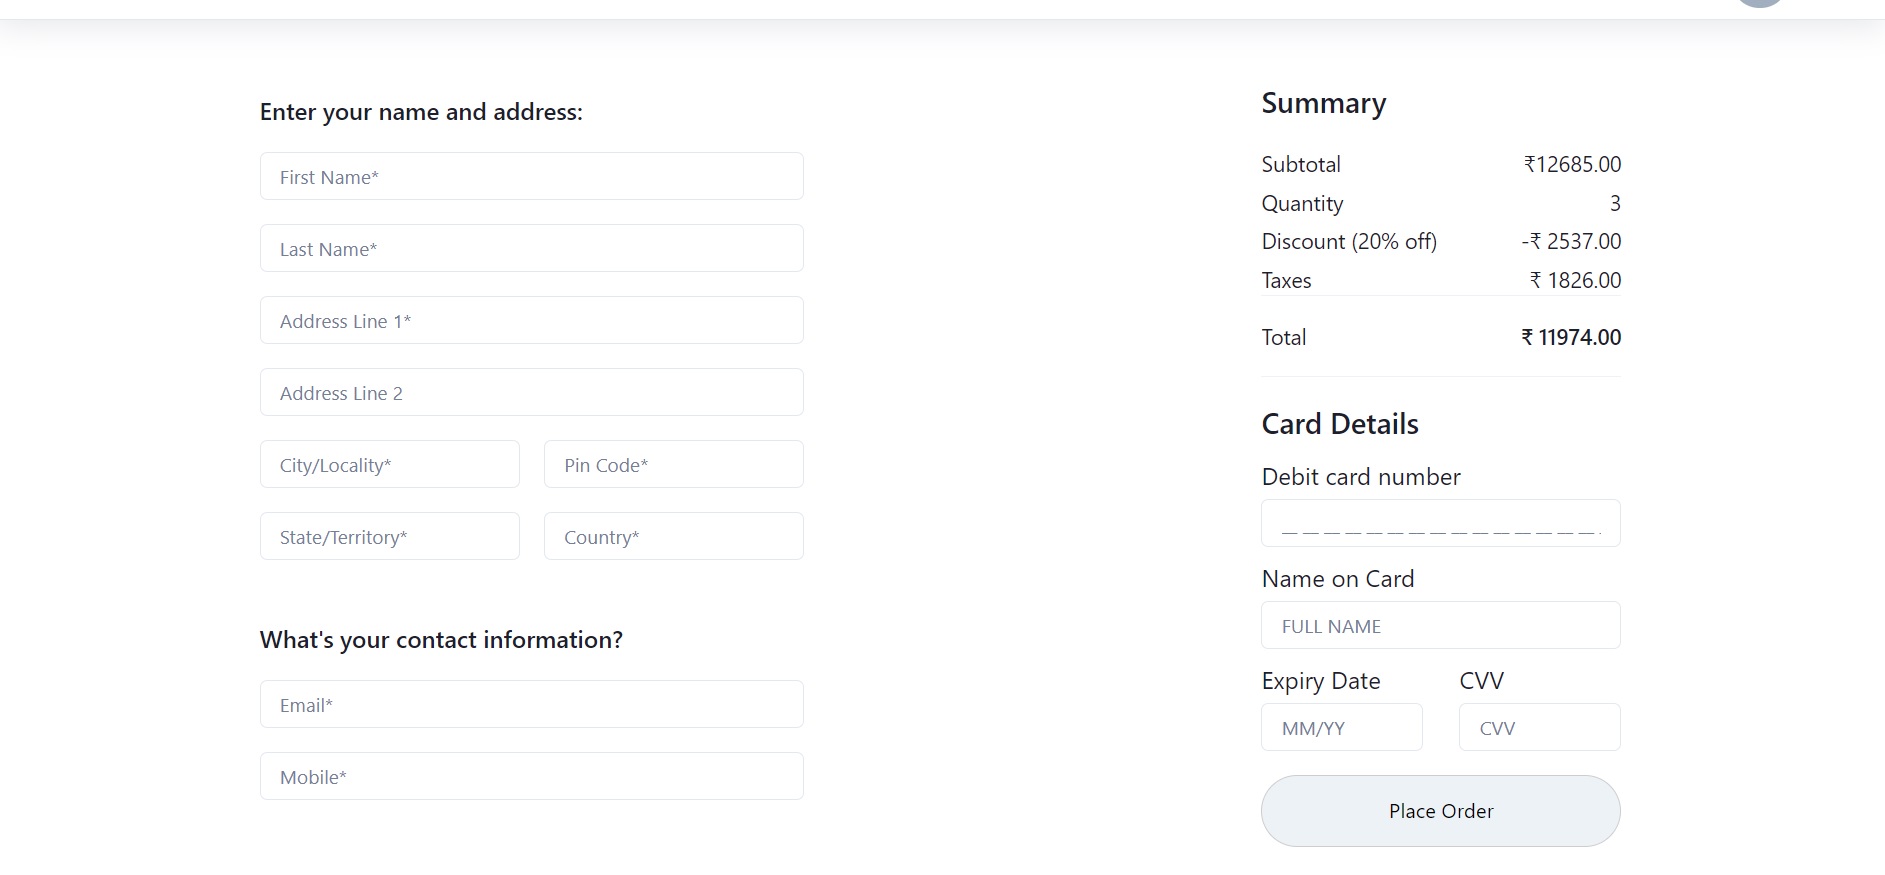 Enter your name and address:
First Name*
Last Name*
Address Line 1*
Address Line 2
City/Locality* Pin Code*
State/Territory* Country*
What's your contact information?
Email*
Mobile*
Summary
Subtotal ₹12685.00
Quantity 3
Discount (20% off) -₹ 2537.00
Taxes ₹ 1826.00
Total ₹ 11974.00
Card Details
Debit card number
_ _ _ _ _ _ _ _ _ _ _ _ _ _ _
Name on Card
FULL NAME
Expiry Date CVV
MM/YY CVV
Place Order